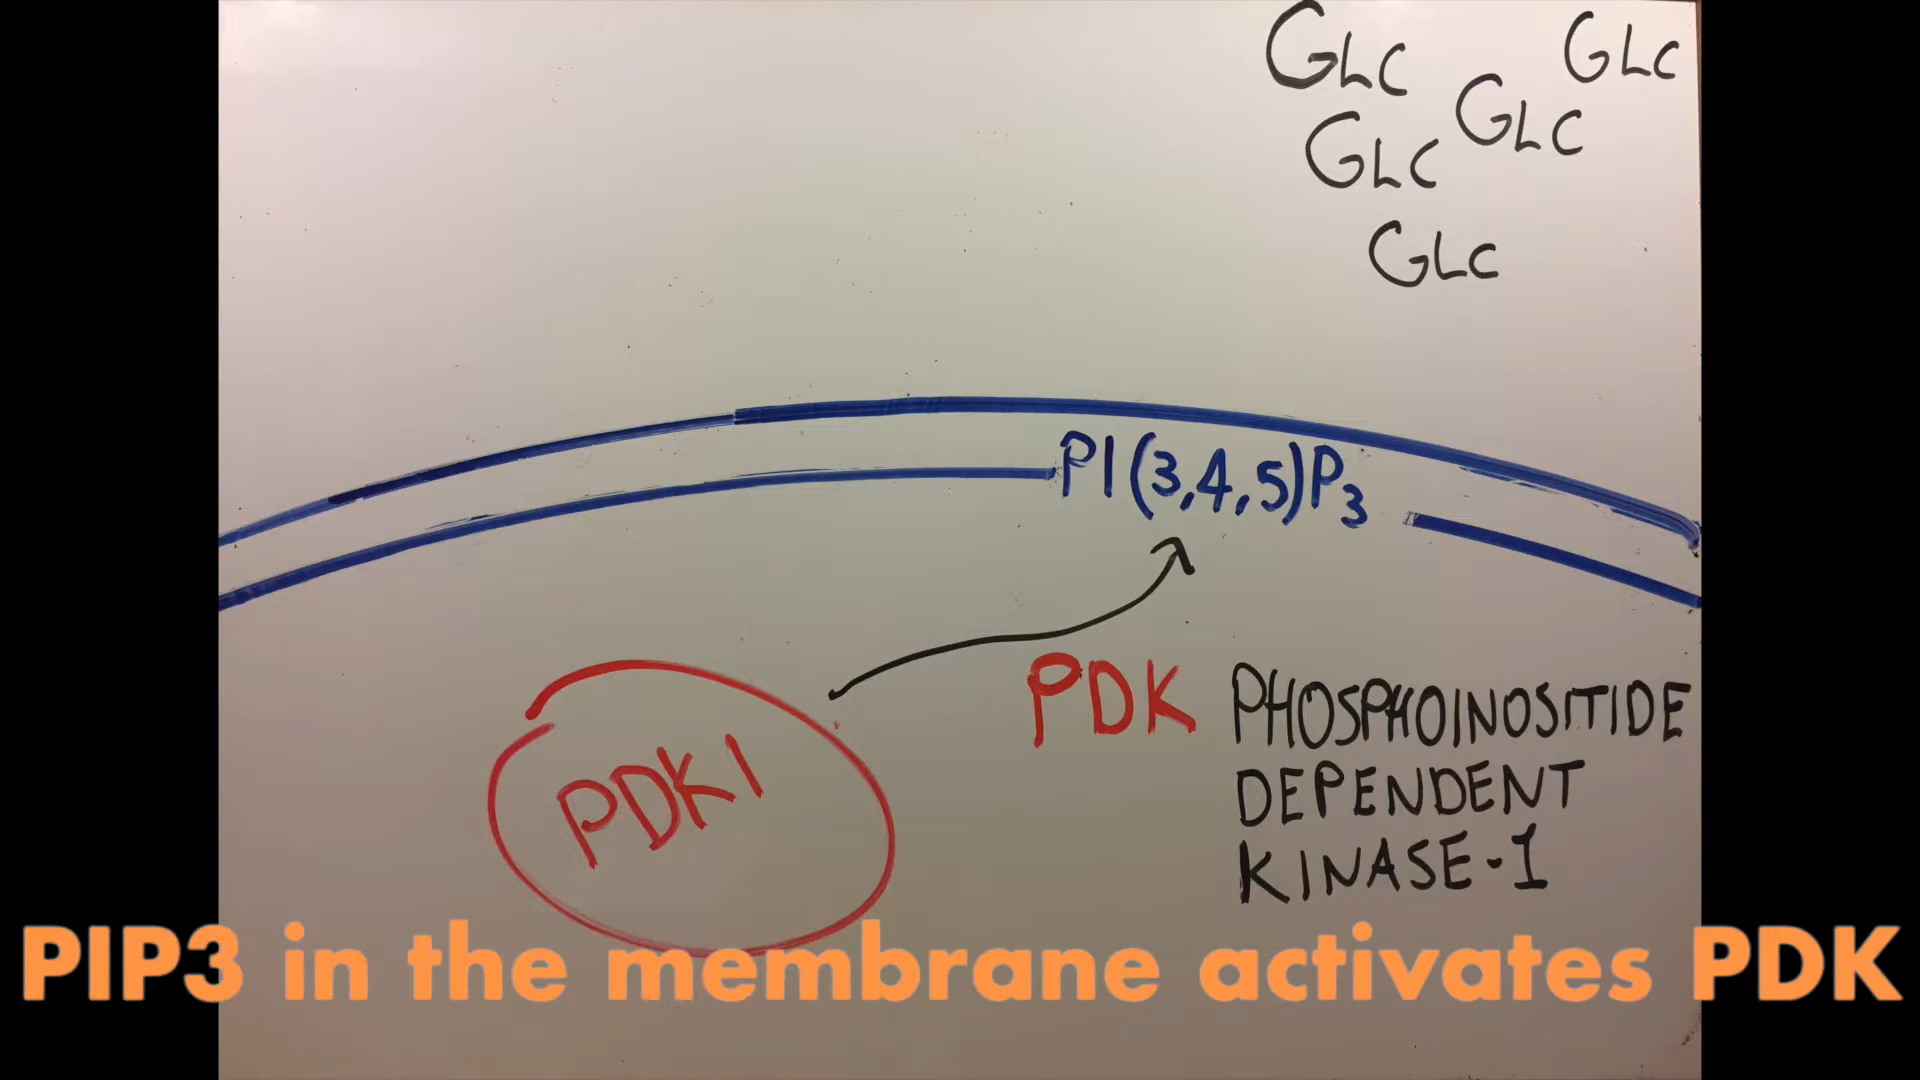 GLC
GLC
GLC
GLC
GLC
PI(3,4,5)P3
PDK1
PDK PHOSPHOINOSITIDE
DEPENDENT
KINASE-1
PIP3 in the membrane activates PDK